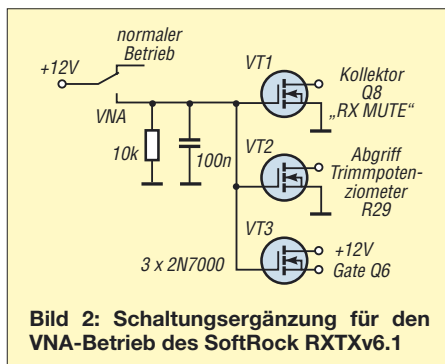 normaler
Betrieb
+12V
VNA
10k
100n
VT1
Kollektor
Q8
„RX MUTE“
VT2
Abgriff
Trimmpoten-
ziometer
R29
VT3
3 x 2N7000
+12V
Gate Q6
Bild 2: Schaltungsergänzung für den
VNA-Betrieb des SoftRock RXTXv6.1